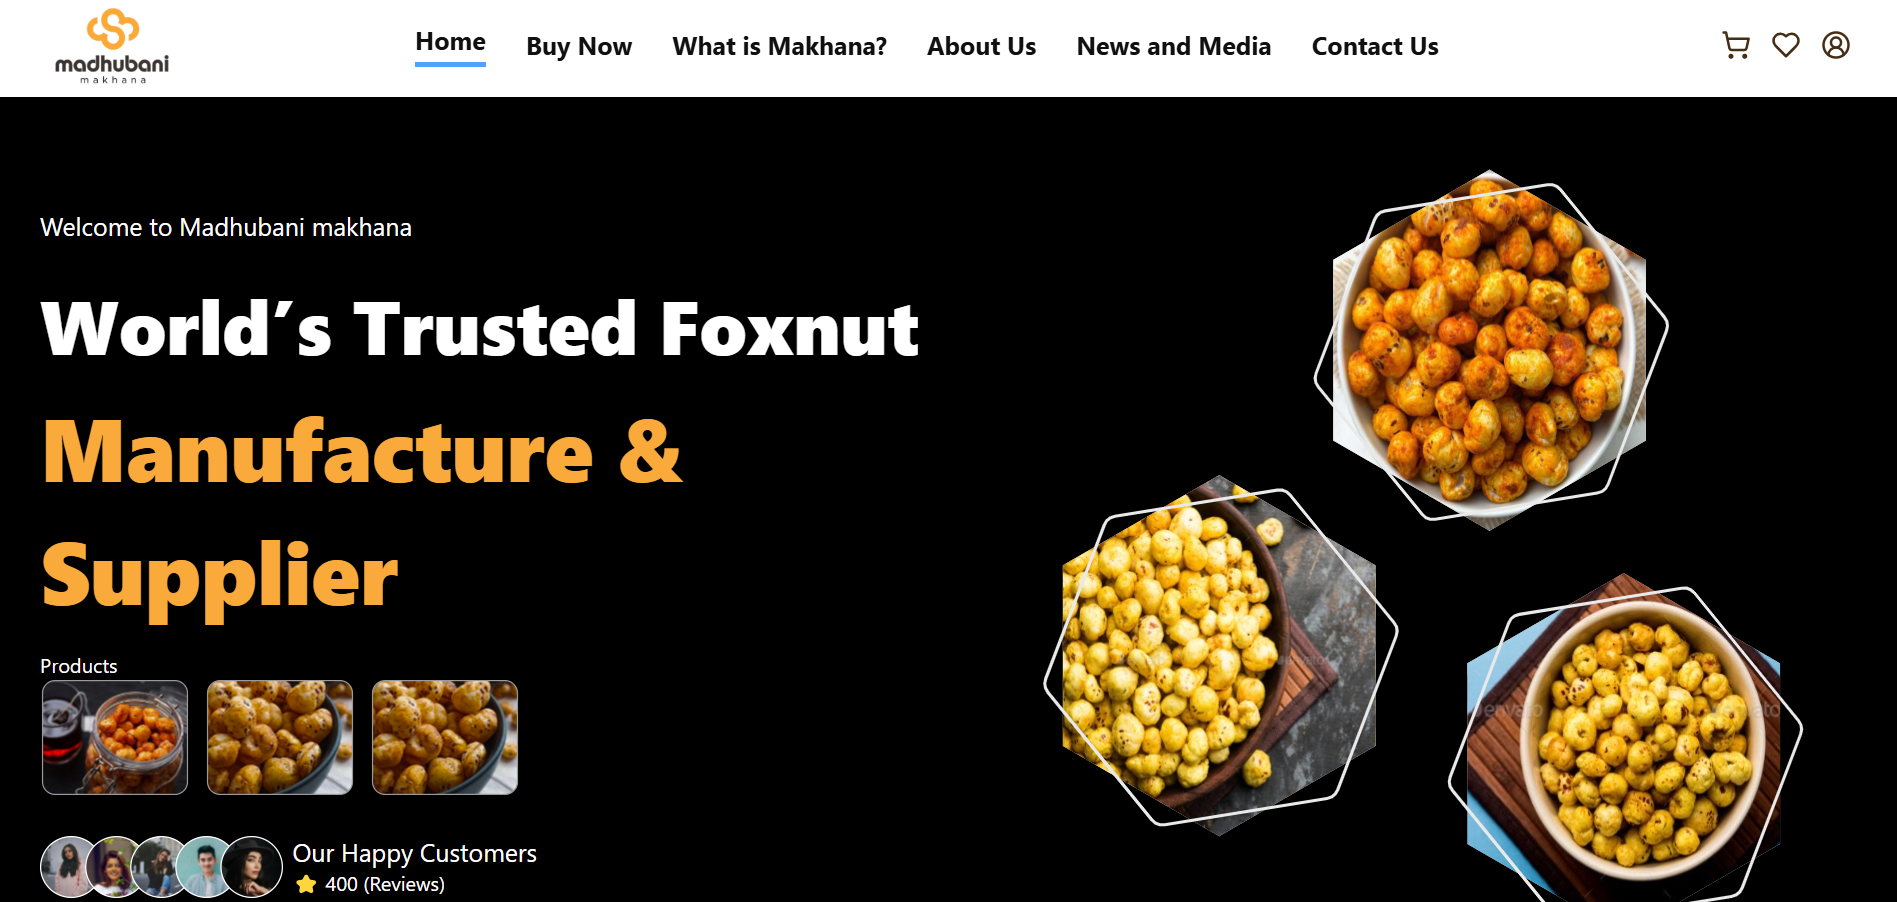 madhubani
makhana
Home
Buy Now
What is Makhana?
About Us
News and Media
Contact Us
Welcome to Madhubani makhana
World’s Trusted Foxnut
Manufacture &
Supplier
Products
Our Happy Customers
400 (Reviews)